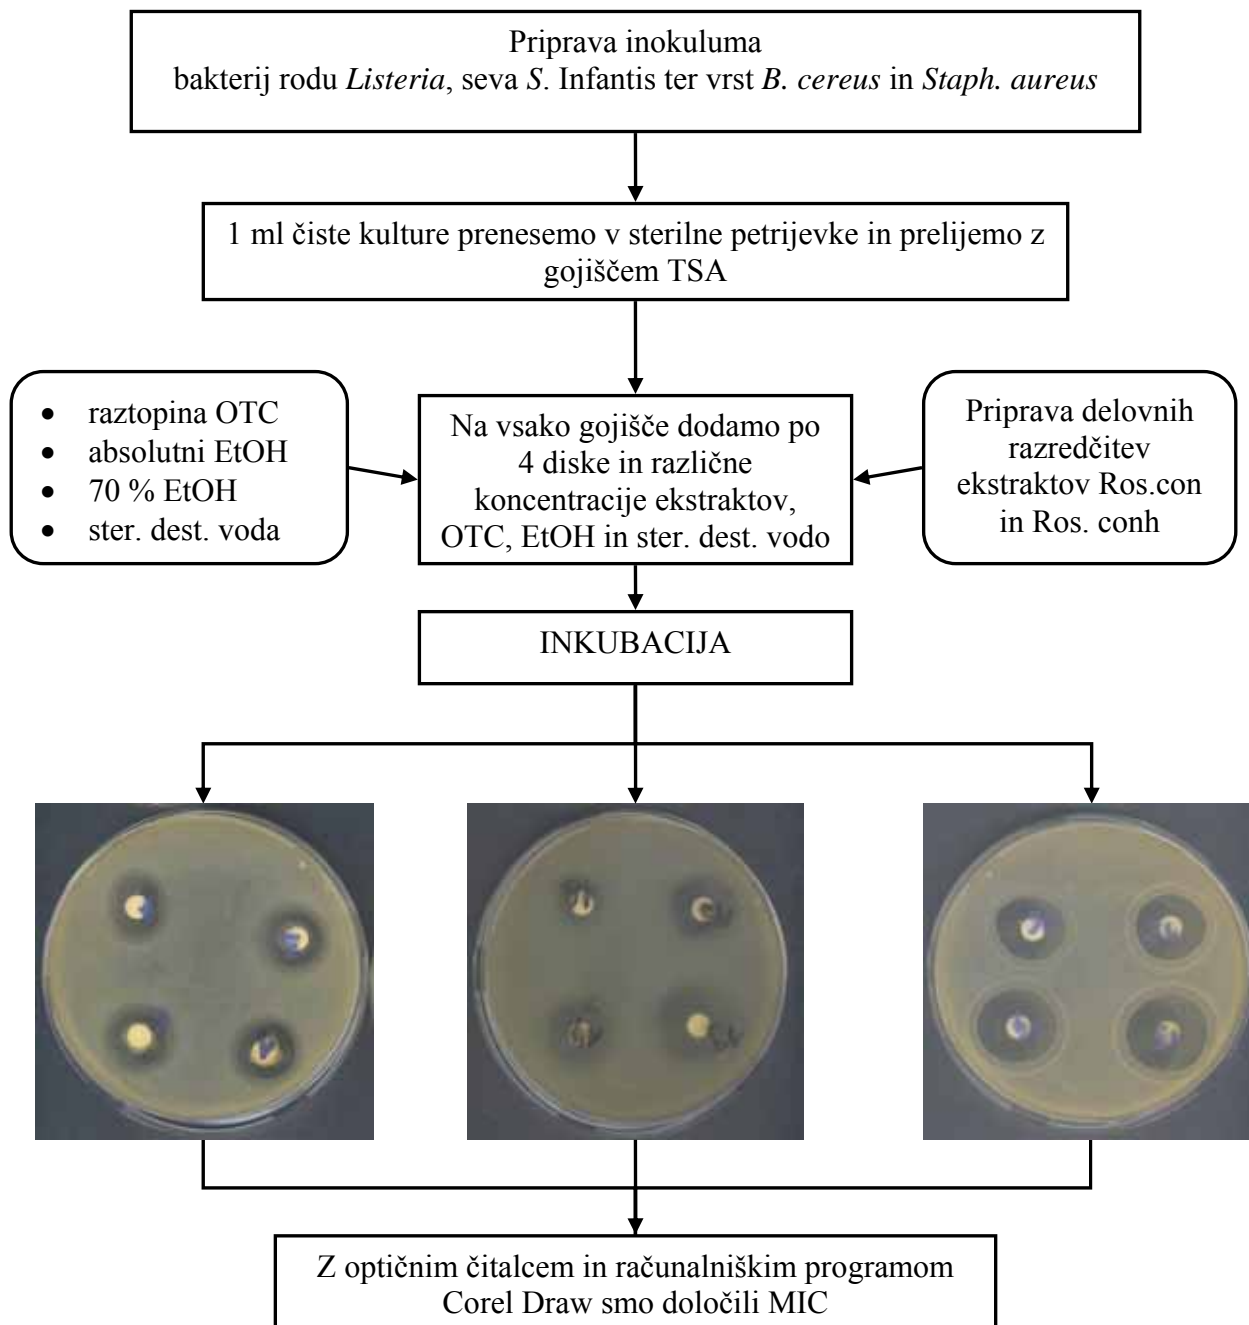 Priprava inokuluma
bakterij rodu Listeria, seva S. Infantis ter vrst B. cereus in Staph. aureus
1 ml čiste kulture prenesemo v sterilne petrijevke in prelijemo z
gojiščem TSA
• raztopina OTC
• absolutni EtOH
• 70 % EtOH
• ster. dest. voda
Na vsako gojišče dodamo po
4 diske in različne
koncentracije ekstraktov,
OTC, EtOH in ster. dest. vodo
Priprava delovnih
razredčitev
ekstraktov Ros.con
in Ros. conh
INKUBACIJA
Z optičnim čitalcem in računalniškim programom
Corel Draw smo določili MIC